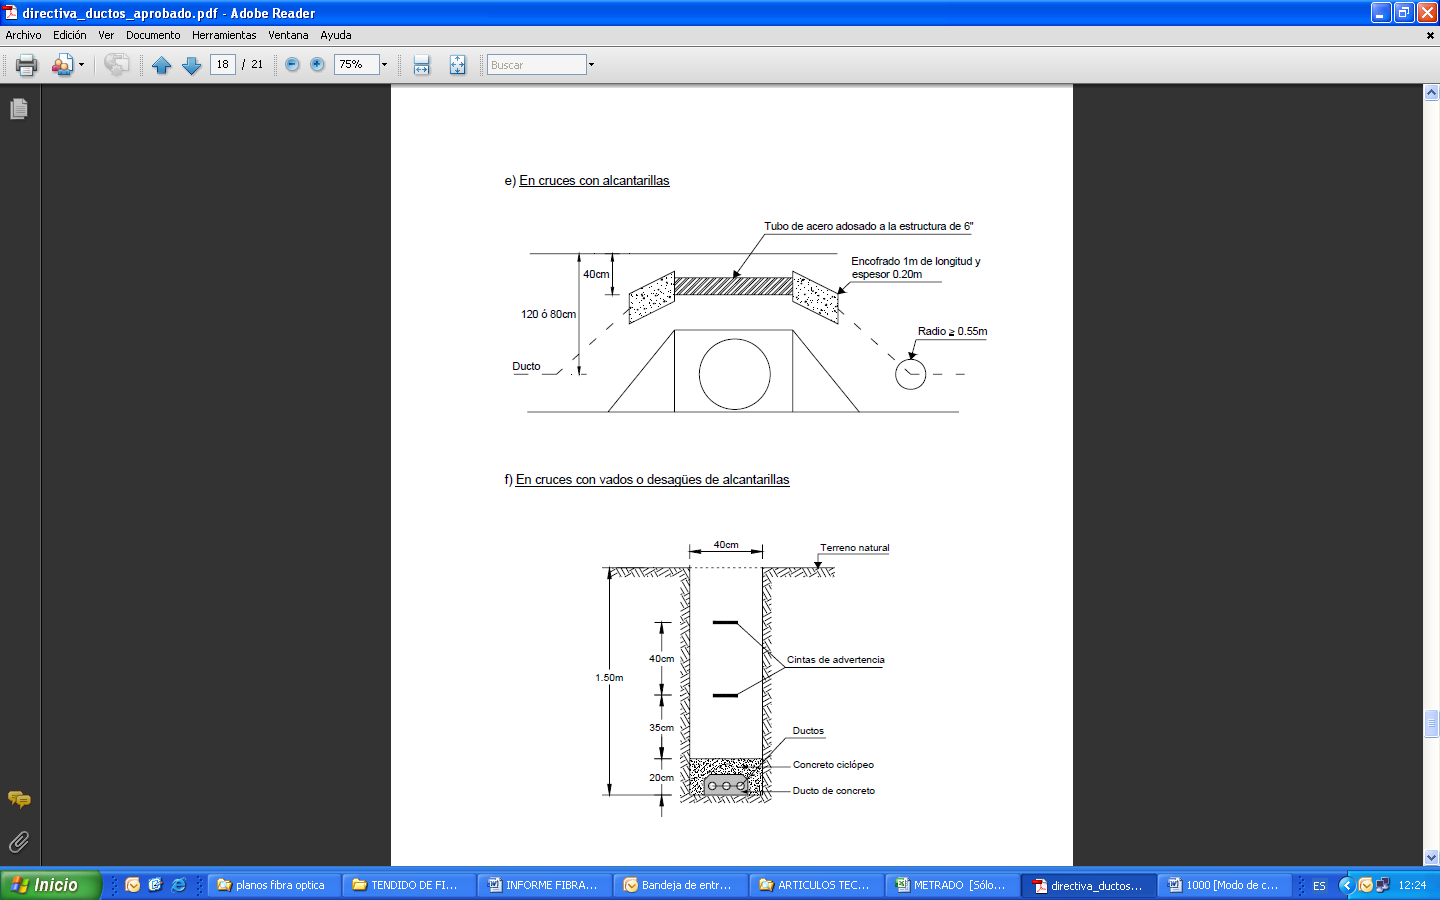 directiva_ductos_aprobado.pdf - Adobe Reader
Archivo Edición Ver Documento Herramientas Ventana Ayuda
18 / 21 75% Buscar
e) En cruces con alcantarillas
Tubo de acero adosado a la estructura de 6"
Encofrado 1m de longitud y
espesor 0.20m
40cm
120 ó 80cm
Radio ≥ 0.55m
Ducto
f) En cruces con vados o desagües de alcantarillas
40cm
Terreno natural
40cm
Cintas de advertencia
1.50m
35cm
Ductos
Concreto ciclópeo
20cm
Ducto de concreto
Inicio planos fibra optica TENDIDO DE FI... INFORME FIBRA... Bandeja de entr... ARTICULOS TEC... METRADO [Sólo... directiva_ductos... 1000 [Modo de c... ES 12:24